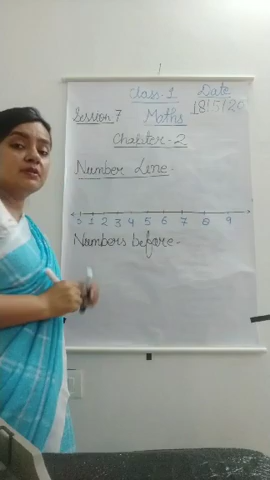 Class-1 Date
Session 7 Maths 18/5/20
Chapter-2
Number Line.
0 1 2 3 4 5 6 7 8 9
Numbers before.